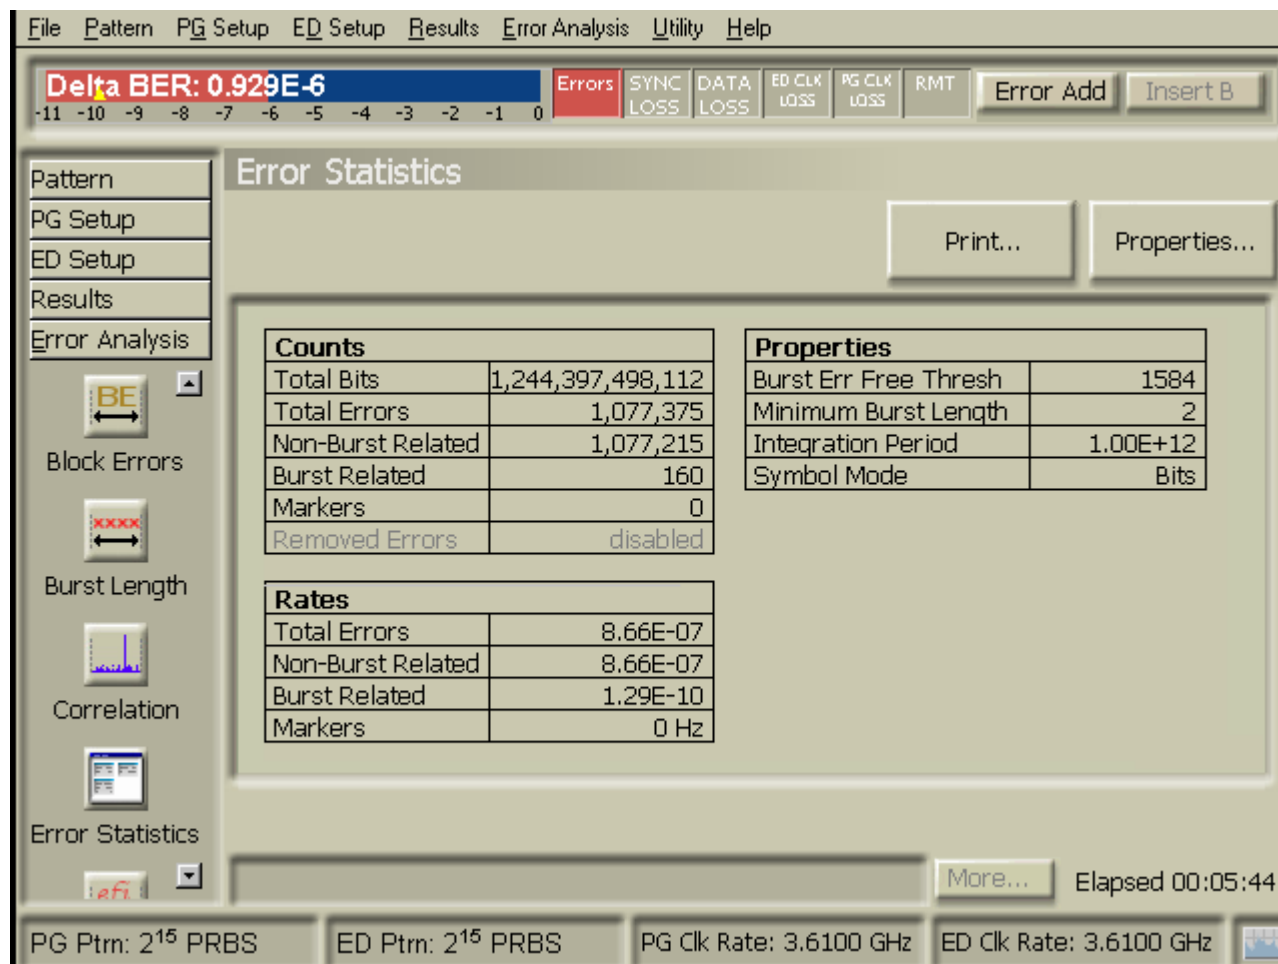 File Pattern PG Setup ED Setup Results Error Analysis Utility Help
Delta BER: 0.929E-6
-11 -10 -9 -8 -7 -6 -5 -4 -3 -2 -1 0
Errors
SYNC LOSS
DATA LOSS
ED CLK LOSS
PG CLK LOSS
RMT
Error Add
Insert B
Pattern
PG Setup
ED Setup
Results
Error Analysis
BE
Block Errors
xxxx
Burst Length
Correlation
Error Statistics
efi
Error Statistics
Print...
Properties...
Counts
Total Bits 1,244,397,498,112
Total Errors 1,077,375
Non-Burst Related 1,077,215
Burst Related 160
Markers 0
Removed Errors disabled
Rates
Total Errors 8.66E-07
Non-Burst Related 8.66E-07
Burst Related 1.29E-10
Markers 0 Hz
Properties
Burst Err Free Thresh 1584
Minimum Burst Length 2
Integration Period 1.00E+12
Symbol Mode Bits
More...
Elapsed 00:05:44
PG Ptrn: 2¹⁵ PRBS
ED Ptrn: 2¹⁵ PRBS
PG Clk Rate: 3.6100 GHz
ED Clk Rate: 3.6100 GHz